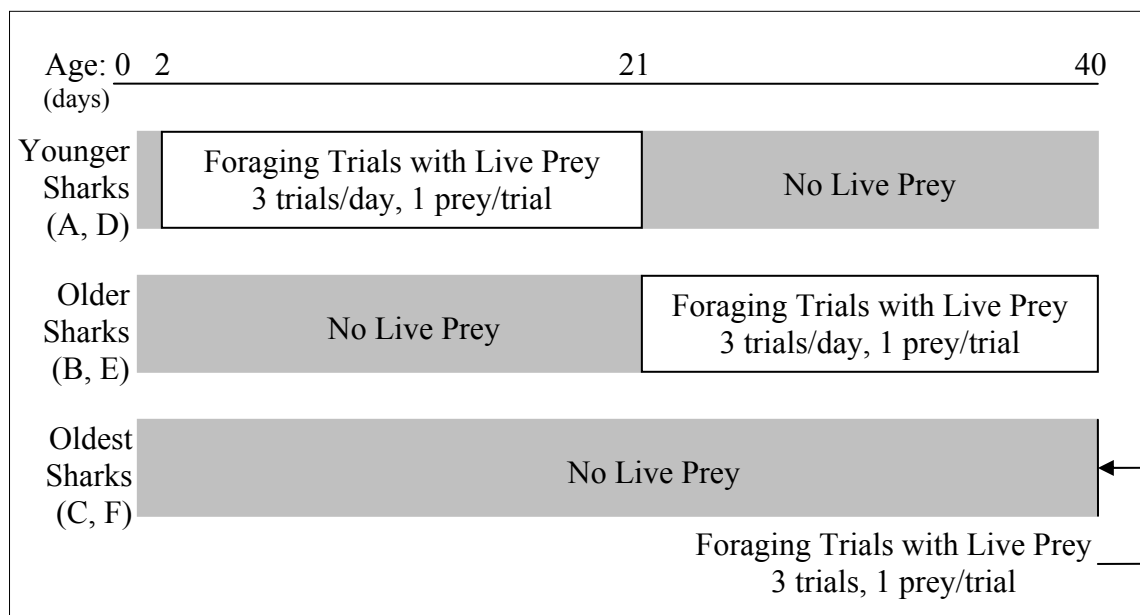 Age: 0 2 21 40
(days)
Younger
Sharks
(A, D)
Foraging Trials with Live Prey
3 trials/day, 1 prey/trial
No Live Prey
Older
Sharks
(B, E)
No Live Prey
Foraging Trials with Live Prey
3 trials/day, 1 prey/trial
Oldest
Sharks
(C, F)
No Live Prey
Foraging Trials with Live Prey
3 trials, 1 prey/trial